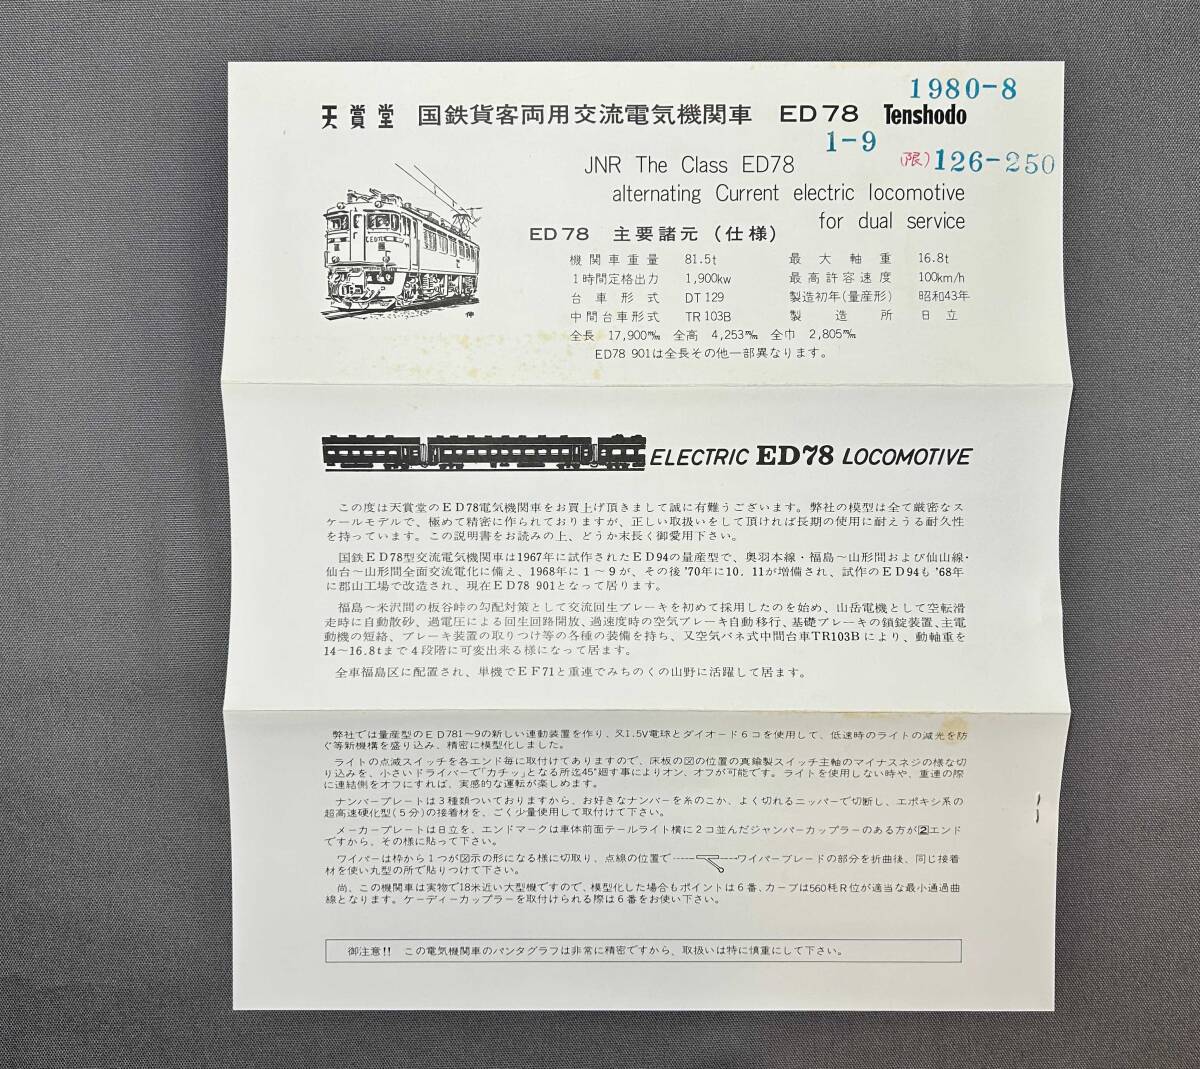 1980-8
天賞堂 国鉄貨客両用交流電気機関車 ED78 Tenshodo
1-9
(限)126-250
JNR The Class ED78
alternating Current electric locomotive
for dual service
ED78 主要諸元(仕様)
機関車重量 81.5t 最大軸重 16.8t
1時間定格出力 1,900kw 最高許容速度 100km/h
台車形式 DT129 製造初年(量産形) 昭和43年
中間台車形式 TR103B 製造所 日立
全長 17,900m/m 全高 4,253m/m 全巾 2,805m/m
ED78 901は全長その他一部異なります。
ELECTRIC ED78 LOCOMOTIVE
この度は天賞堂のED78電気機関車をお買上げ頂きまして誠に有難うございます。弊社の模型は全て厳密なス
ケールモデルで、極めて精密に作られておりますが、正しい取扱いをして頂ければ長期の使用に耐えうる耐久性
を持っています。この説明書をお読みの上、どうか末長く御愛用下さい。
国鉄ED78型交流電気機関車は1967年に試作されたED94の量産型で、奥羽本線・福島〜山形間および仙山線・
仙台〜山形間全面交流電化に備え、1968年に1〜9が、その後'70年に10.11が増備され、試作のED94も'68年
に郡山工場で改造され、現在ED78 901となって居ります。
福島〜米沢間の板谷峠の勾配対策として交流回生ブレーキを初めて採用したのを始め、山岳電機として空転滑
走時に自動散砂、過電圧による回生回路開放、過速度時の空気ブレーキ自動移行、基礎ブレーキの鎖錠装置、主電
動機の短絡、ブレーキ装置の取りつけ等の各種の装備を持ち、又空気バネ式中間台車TR103Bにより、動軸重を
14〜16.8tまで4段階に可変出来る様になって居ます。
全車福島区に配置され、単機でEF71と重連でみちのくの山野に活躍して居ます。
弊社では量産型のED781〜9の新しい連動装置を作り、又1.5V電球とダイオード6コを使用して、低速時のライトの減光を防
ぐ等新機構を盛り込み、精密に模型化しました。
ライトの点滅スイッチを各エンド毎に取付けてありますので、床板の図の位置の真鍮製スイッチ主軸のマイナスネジの様な切
り込みを、小さいドライバーで「カチッ」となる所迄45°廻す事によりオン、オフが可能です。ライトを使用しない時や、重連の際
に連結側をオフにすれば、実感的な運転が楽しめます。
ナンバープレートは3種類ついておりますから、お好きなナンバーを糸のこか、よく切れるニッパーで切断し、エポキシ系の
超高速硬化型(5分)の接着材を、ごく少量使用して取付けて下さい。
メーカープレートは日立を、エンドマークは車体前面テールライト横に2コ並んだジャンパーカップラーのある方が2エンド
ですから、その様に貼って下さい。
ワイパーは枠から1つが図示の形になる様に切取り、点線の位置で ワイパーブレードの部分を折曲後、同じ接着
材を使い丸型の所で貼りつけて下さい。
尚、この機関車は実物で18米近い大型機ですので、模型化した場合もポイントは6番、カーブは560粍R位が適当な最小通過曲
線となります。ケーディーカップラーを取付けられる際は6番をお使い下さい。
御注意!! この電気機関車のパンタグラフは非常に精密ですから、取扱いは特に慎重にして下さい。